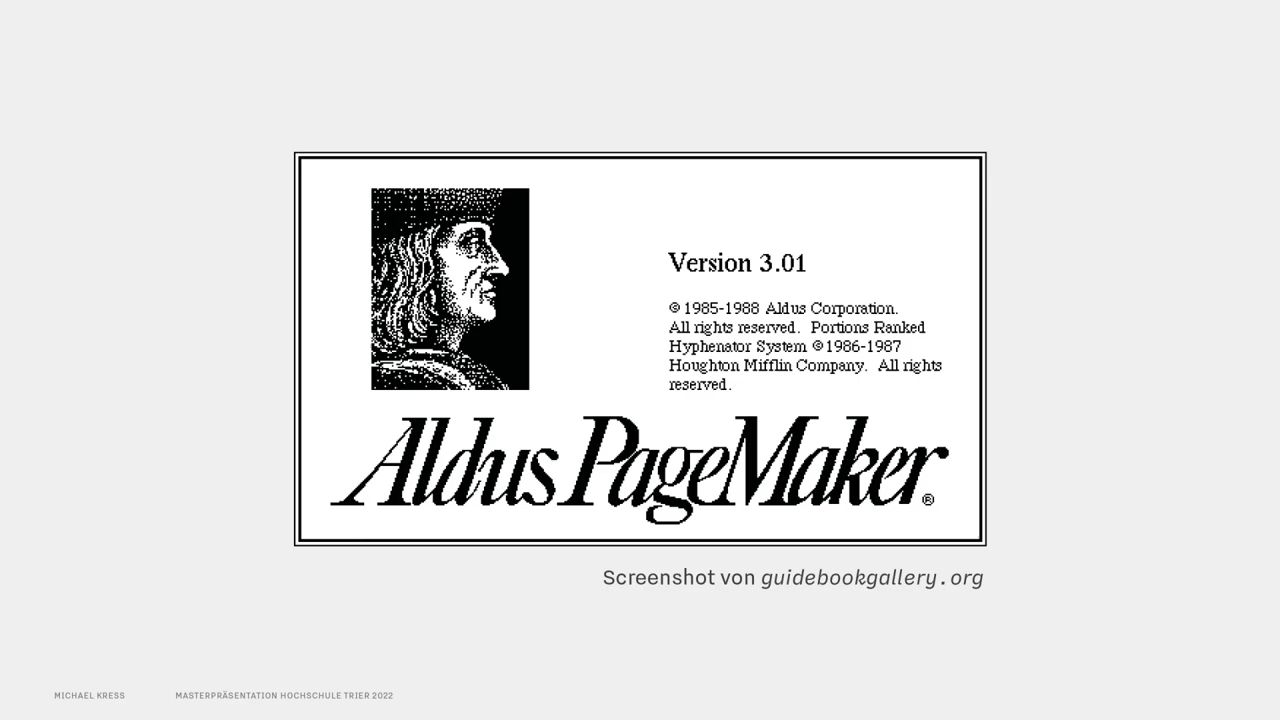 Version 3.01
© 1985-1988 Aldus Corporation.
All rights reserved. Portions Ranked
Hyphenator System © 1986-1987
Houghton Mifflin Company. All rights
reserved.
Aldus PageMaker®
Screenshot von guidebookgallery.org
MICHAEL KRESS MASTERPRÄSENTATION HOCHSCHULE TRIER 2022